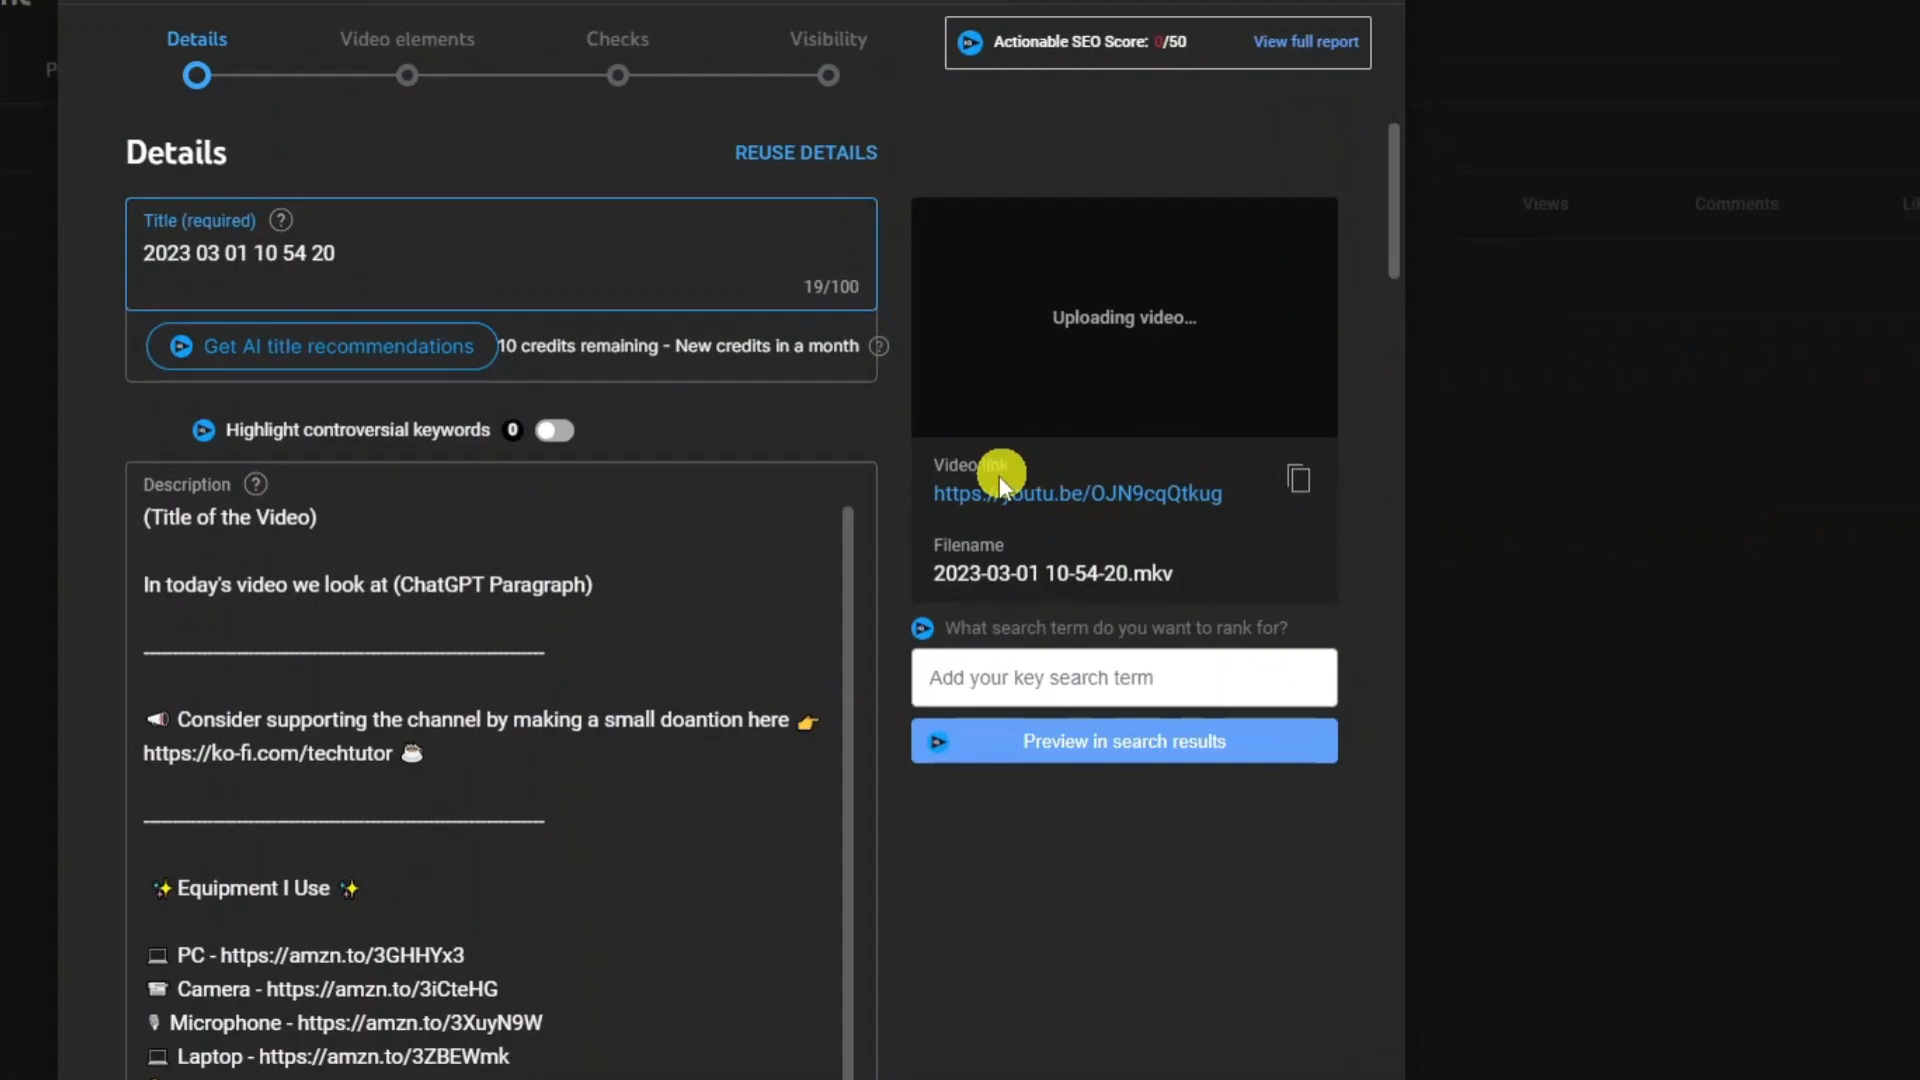 Details
Video elements
Checks
Visibility
Actionable SEO Score: 0/50
View full report
Details
REUSE DETAILS
Title (required)
2023 03 01 10 54 20
19/100
Get AI title recommendations
10 credits remaining - New credits in a month
Highlight controversial keywords 0
Description
(Title of the Video)
In today's video we look at (ChatGPT Paragraph)
📢 Consider supporting the channel by making a small doantion here 👉
https://ko-fi.com/techtutor ☕
✨ Equipment I Use ✨
PC - https://amzn.to/3GHHYx3
Camera - https://amzn.to/3iCteHG
Microphone - https://amzn.to/3XuyN9W
Laptop - https://amzn.to/3ZBEWmk
Uploading video...
Video link
https://youtu.be/OJN9cqQtkug
Filename
2023-03-01 10-54-20.mkv
What search term do you want to rank for?
Add your key search term
Preview in search results
Views
Comments